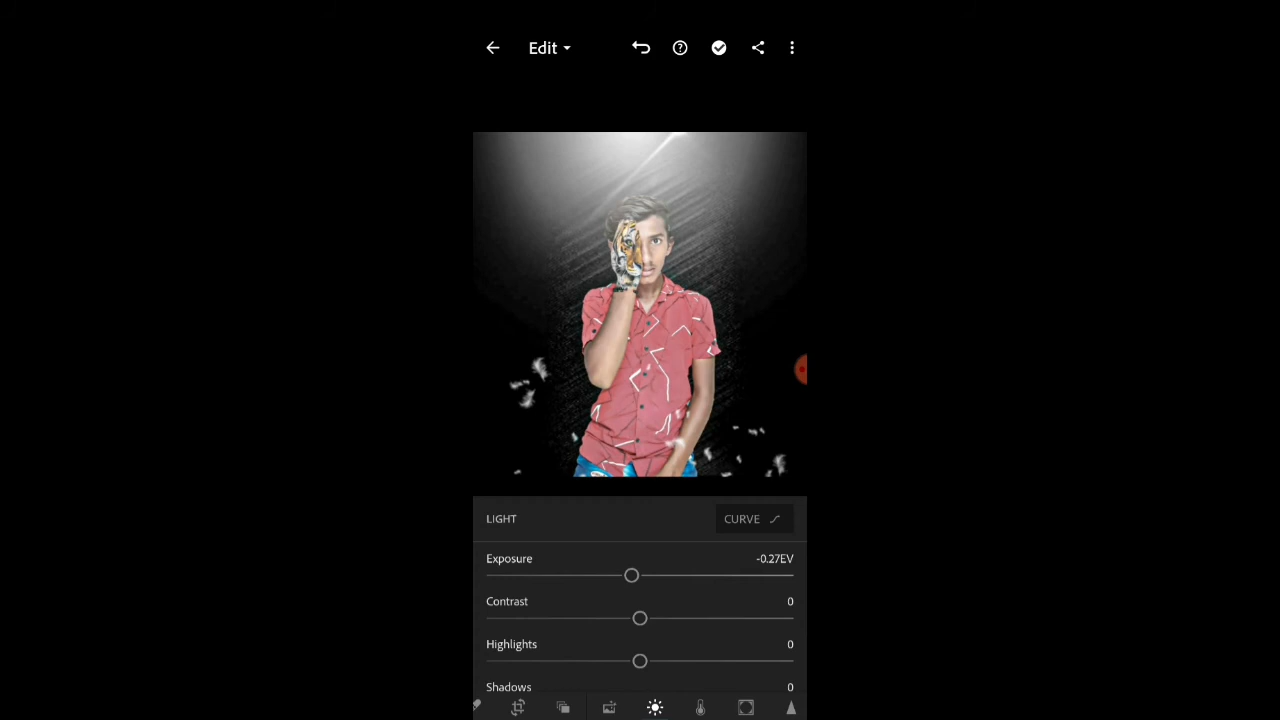 Edit
LIGHT
CURVE
Exposure -0.27EV
Contrast 0
Highlights 0
Shadows 0